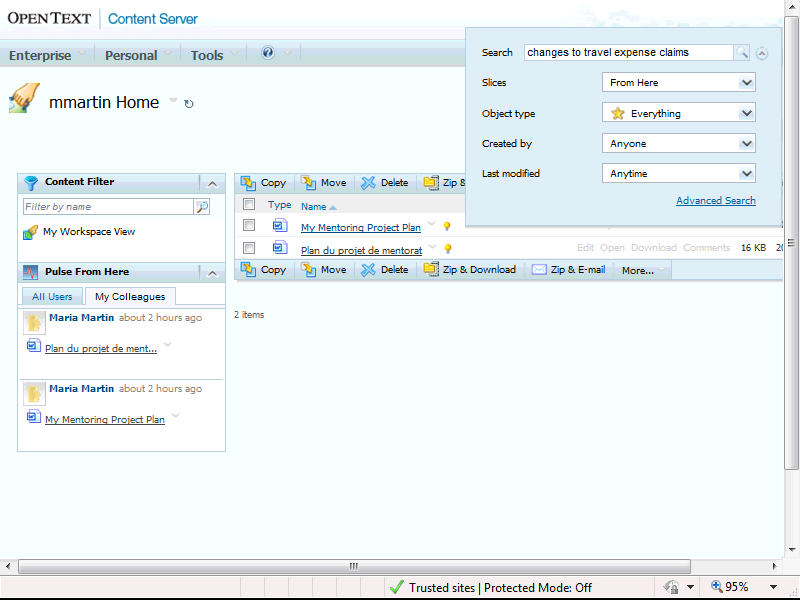 OPEN TEXT | Content Server
Enterprise Personal Tools
Search changes to travel expense claims
Slices From Here
Object type Everything
Created by Anyone
Last modified Anytime
Advanced Search
mmartin Home
Content Filter
Filter by name
My Workspace View
Pulse From Here
All Users My Colleagues
Maria Martin about 2 hours ago
Plan du projet de ment...
Maria Martin about 2 hours ago
My Mentoring Project Plan
Copy Move Delete Zip &
Type Name
My Mentoring Project Plan
Plan du projet de mentorat Edit Open Download Comments 16 KB
Copy Move Delete Zip & Download Zip & E-mail More...
2 items
Trusted sites | Protected Mode: Off 95%